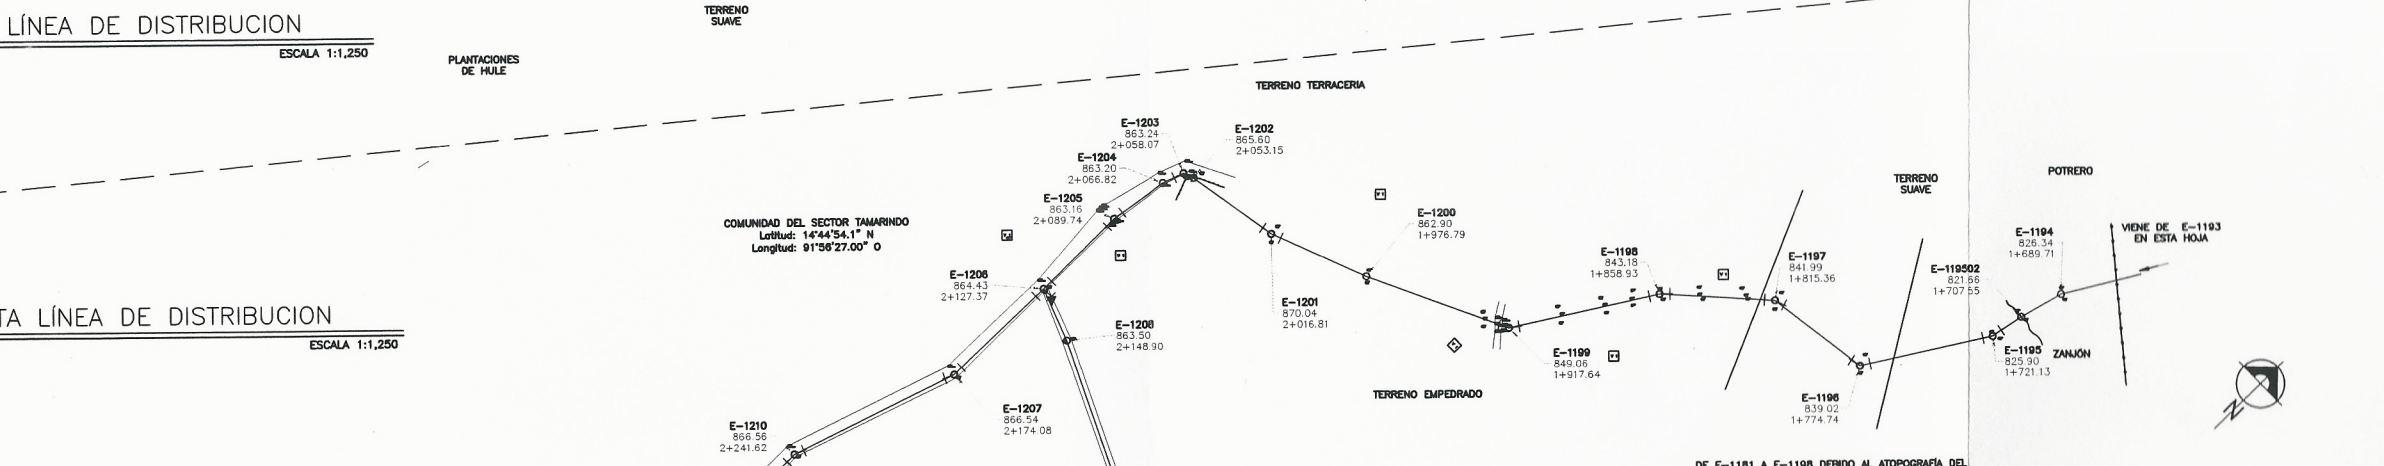 LÍNEA DE DISTRIBUCION
ESCALA 1:1,250
PLANTACIONES
DE HULE
TERRENO
SUAVE
TERRENO TERRACERIA
E-1203
863.24
2+058.07
E-1202
865.60
2+053.15
E-1204
863.20
2+066.82
E-1205
863.16
2+089.74
COMUNIDAD DEL SECTOR TAMARINDO
Latitud: 14°44'54.1" N
Longitud: 91°56'27.00" O
E-1206
864.43
2+127.37
E-1208
863.50
2+148.90
E-1207
866.54
2+174.08
E-1210
866.56
2+241.62
TA LÍNEA DE DISTRIBUCION
ESCALA 1:1,250
E-1200
862.90
1+976.79
E-1201
870.04
2+016.81
E-1199
849.06
1+917.64
TERRENO EMPEDRADO
E-1198
843.18
1+858.93
E-1197
841.99
1+815.36
TERRENO
SUAVE
POTRERO
E-1196
839.02
1+774.74
E-119502
821.66
1+707.55
E-1194
826.34
1+689.71
VIENE DE E-1193
EN ESTA HOJA
E-1195
825.90
1+721.13
ZANJÓN
N
DE E-1181 A E-1198 DEBIDO AL ATOPOGRAFÍA DEL